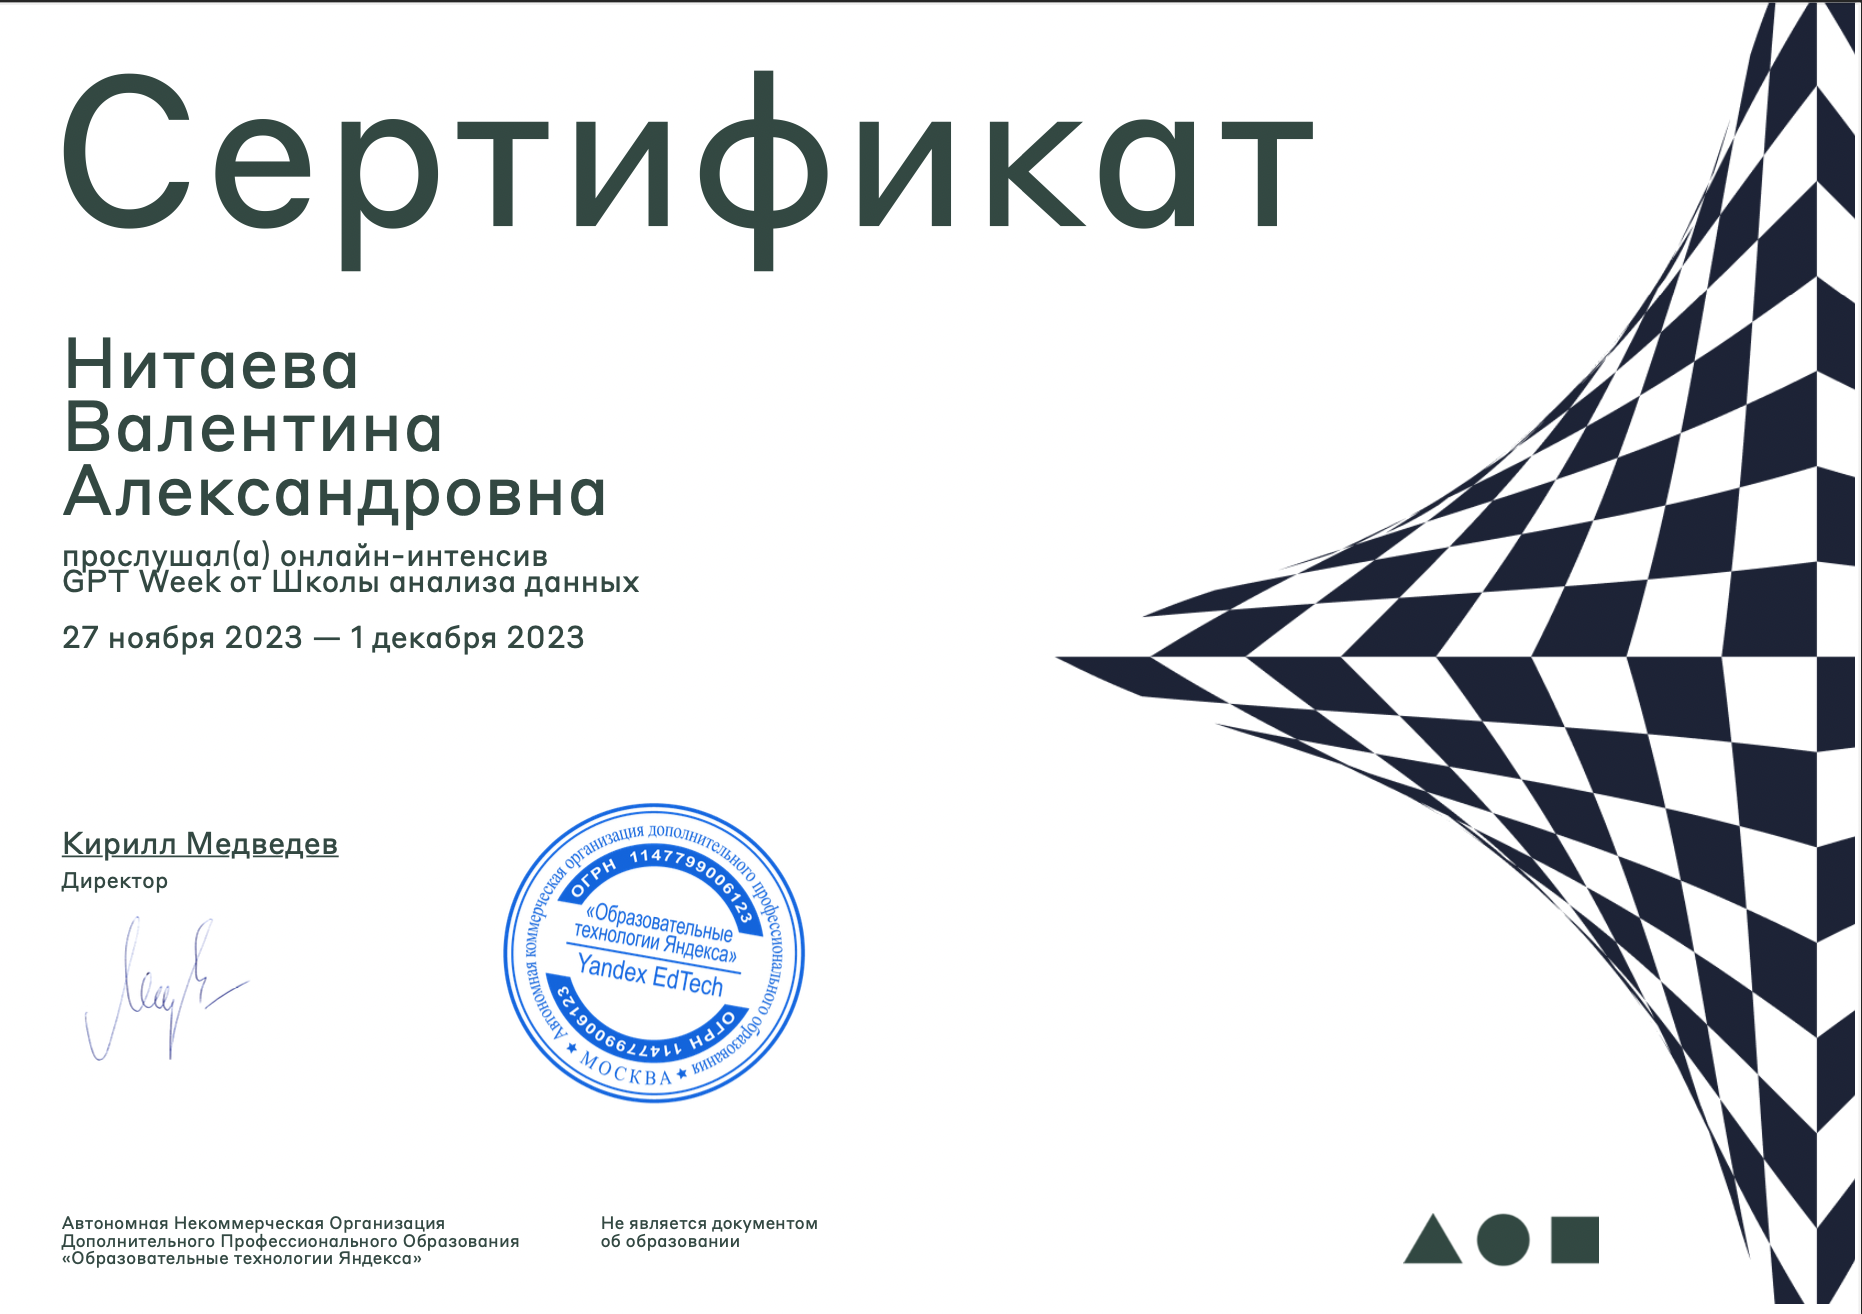 Сертификат
Нитаева
Валентина
Александровна
прослушал(а) онлайн-интенсив
GPT Week от Школы анализа данных
27 ноября 2023 — 1 декабря 2023
Кирилл Медведев
Директор
Автономная некоммерческая организация дополнительного профессионального образования
ОГРН 1147799006123
«Образовательные
технологии Яндекса»
Yandex EdTech
ОГРН 1147799006123
★ МОСКВА ★
Автономная Некоммерческая Организация
Дополнительного Профессионального Образования
«Образовательные технологии Яндекса»
Не является документом
об образовании